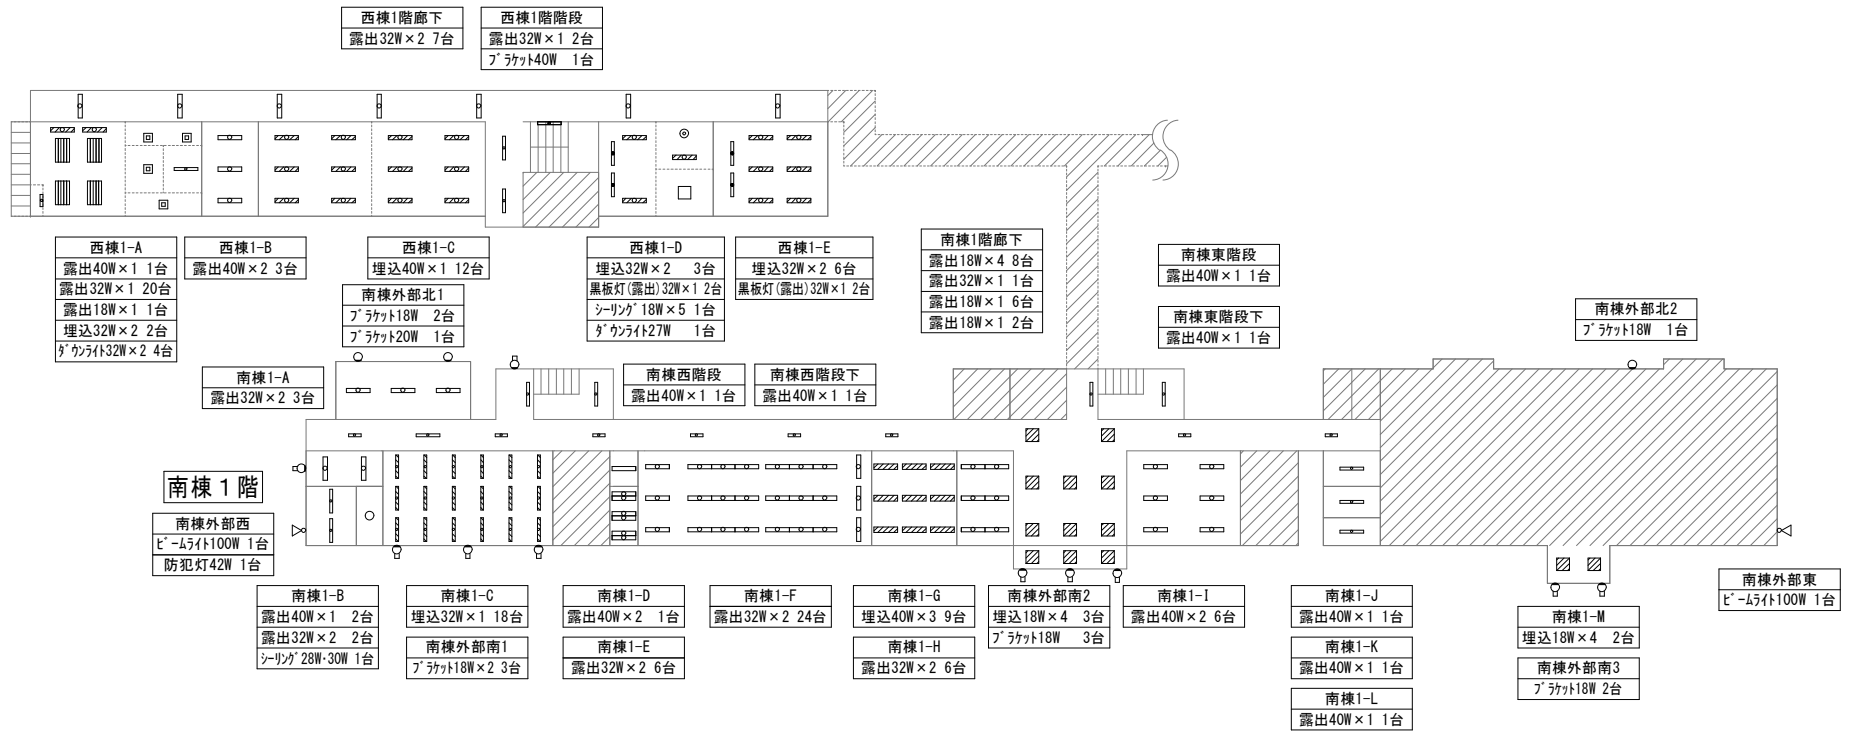 西棟1階廊下
露出32W×2 7台
西棟1階階段
露出32W×1 2台
ﾌﾞﾗｹｯﾄ40W 1台
西棟1-A
露出40W×1 1台
露出32W×1 20台
露出18W×1 1台
埋込32W×2 2台
ﾀﾞｳﾝﾗｲﾄ32W×2 4台
西棟1-B
露出40W×2 3台
西棟1-C
埋込40W×1 12台
西棟1-D
埋込32W×2 3台
黒板灯(露出)32W×1 2台
ｼｰﾘﾝｸﾞ18W×5 1台
ﾀﾞｳﾝﾗｲﾄ27W 1台
西棟1-E
埋込32W×2 6台
黒板灯(露出)32W×1 2台
南棟1階廊下
露出18W×4 8台
露出32W×1 1台
露出18W×1 6台
露出18W×1 2台
南棟東階段
露出40W×1 1台
南棟東階段下
露出40W×1 1台
南棟外部北1
ﾌﾞﾗｹｯﾄ18W 2台
ﾌﾞﾗｹｯﾄ20W 1台
南棟外部北2
ﾌﾞﾗｹｯﾄ18W 1台
南棟1-A
露出32W×2 3台
南棟西階段
露出40W×1 1台
南棟西階段下
露出40W×1 1台
南棟1階
南棟外部西
ﾋﾞｰﾑﾗｲﾄ100W 1台
防犯灯42W 1台
南棟1-B
露出40W×1 2台
露出32W×2 2台
ｼｰﾘﾝｸﾞ28W･30W 1台
南棟1-C
埋込32W×1 18台
南棟外部南1
ﾌﾞﾗｹｯﾄ18W×2 3台
南棟1-D
露出40W×2 1台
南棟1-E
露出32W×2 6台
南棟1-F
露出32W×2 24台
南棟1-G
埋込40W×3 9台
南棟1-H
露出32W×2 6台
南棟外部南2
埋込18W×4 3台
ﾌﾞﾗｹｯﾄ18W 3台
南棟1-I
露出40W×2 6台
南棟1-J
露出40W×1 1台
南棟1-K
露出40W×1 1台
南棟1-L
露出40W×1 1台
南棟1-M
埋込18W×4 2台
南棟外部南3
ﾌﾞﾗｹｯﾄ18W 2台
南棟外部東
ﾋﾞｰﾑﾗｲﾄ100W 1台